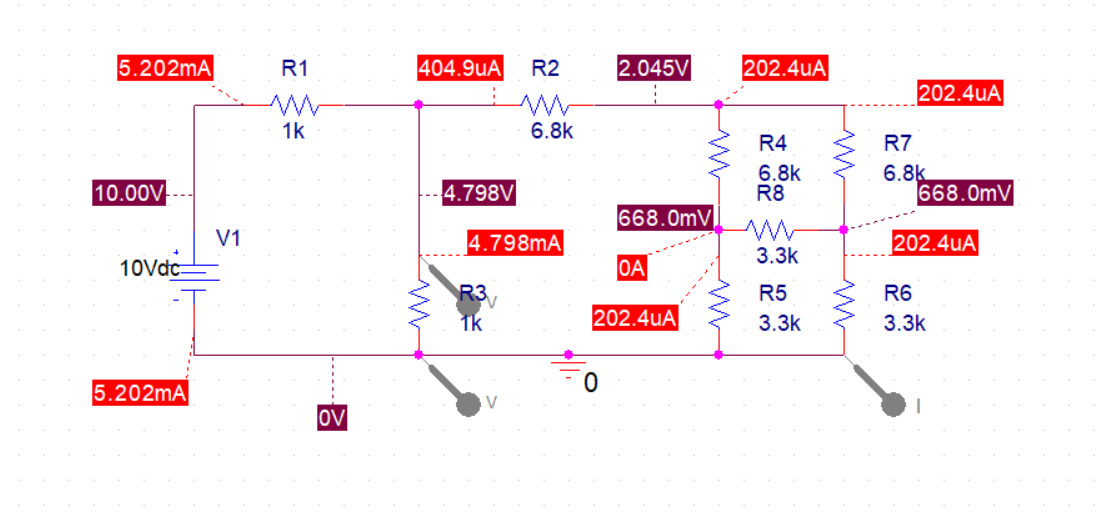 5.202mA
R1
404.9uA
R2
2.045V
202.4uA
202.4uA
1k
6.8k
R4
R7
6.8k
6.8k
10.00V
4.798V
R8
668.0mV
668.0mV
V1
4.798mA
202.4uA
10Vdc
0A
3.3k
+
-
R3
V
R5
R6
1k
202.4uA
3.3k
3.3k
5.202mA
0
0V
V
I